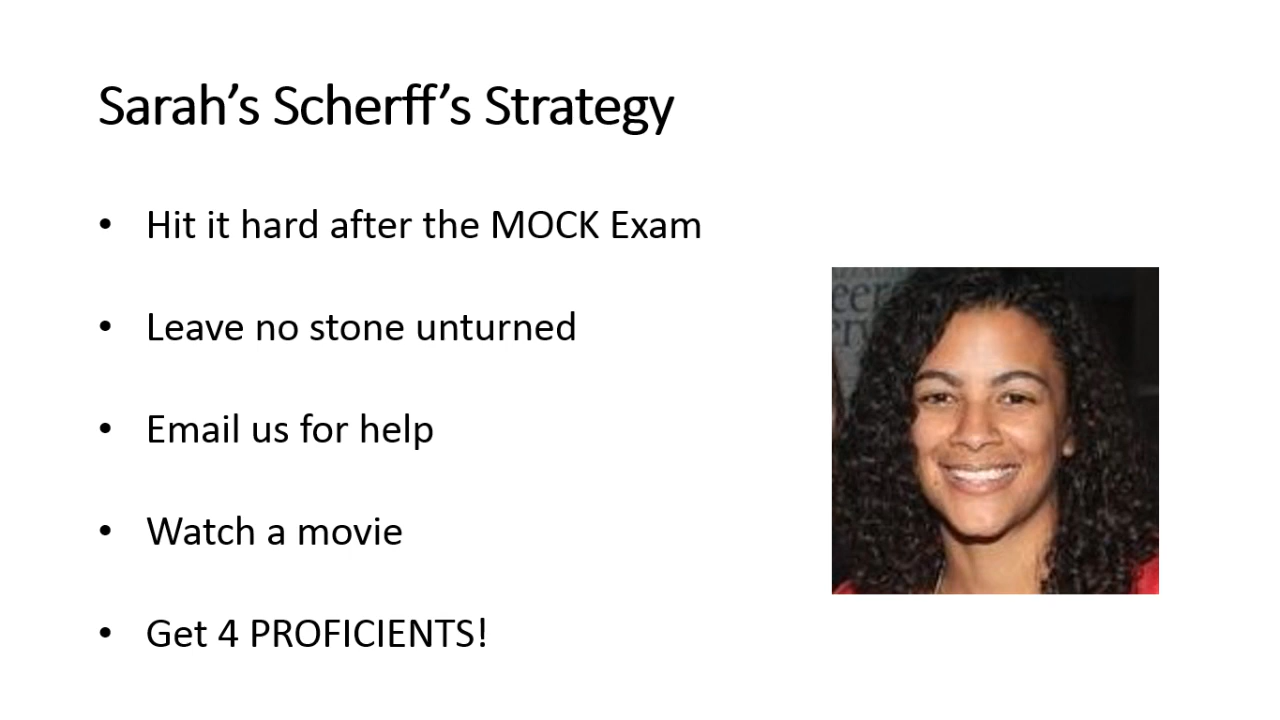 Sarah’s Scherff’s Strategy
• Hit it hard after the MOCK Exam
• Leave no stone unturned
• Email us for help
• Watch a movie
• Get 4 PROFICIENTS!